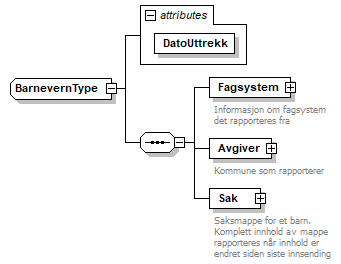 attributes
DatoUttrekk
BarnevernType
Fagsystem
Informasjon om fagsystem
det rapporteres fra
Avgiver
Kommune som rapporterer
Sak
Saksmappe for et barn.
Komplett innhold av mappe
rapporteres når innhold er
endret siden siste innsending